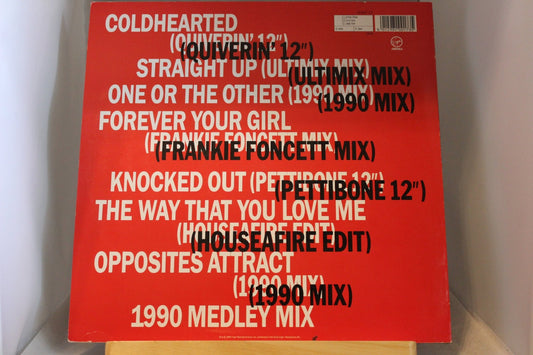 COLDHEARTED
(QUIVERIN' 12")
(QUIVERIN' 12")
STRAIGHT UP (ULTIMIX MIX)
(ULTIMIX MIX)
ONE OR THE OTHER (1990 MIX)
(1990 MIX)
FOREVER YOUR GIRL
(FRANKIE FONCETT MIX)
(FRANKIE FONCETT MIX)
KNOCKED OUT (PETTIBONE 12")
(PETTIBONE 12")
THE WAY THAT YOU LOVE ME
(HOUSEAFIRE EDIT)
(HOUSEAFIRE EDIT)
OPPOSITES ATTRACT
(1990 MIX)
(1990 MIX)
1990 MEDLEY MIX